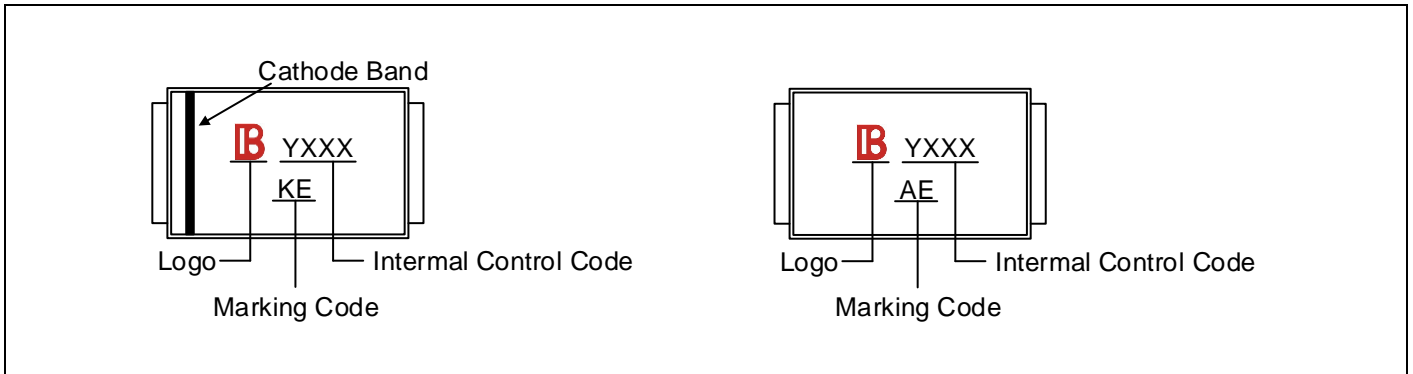 Cathode Band
B YXXX
KE
Logo
Intermal Control Code
Marking Code
B YXXX
AE
Logo
Intermal Control Code
Marking Code